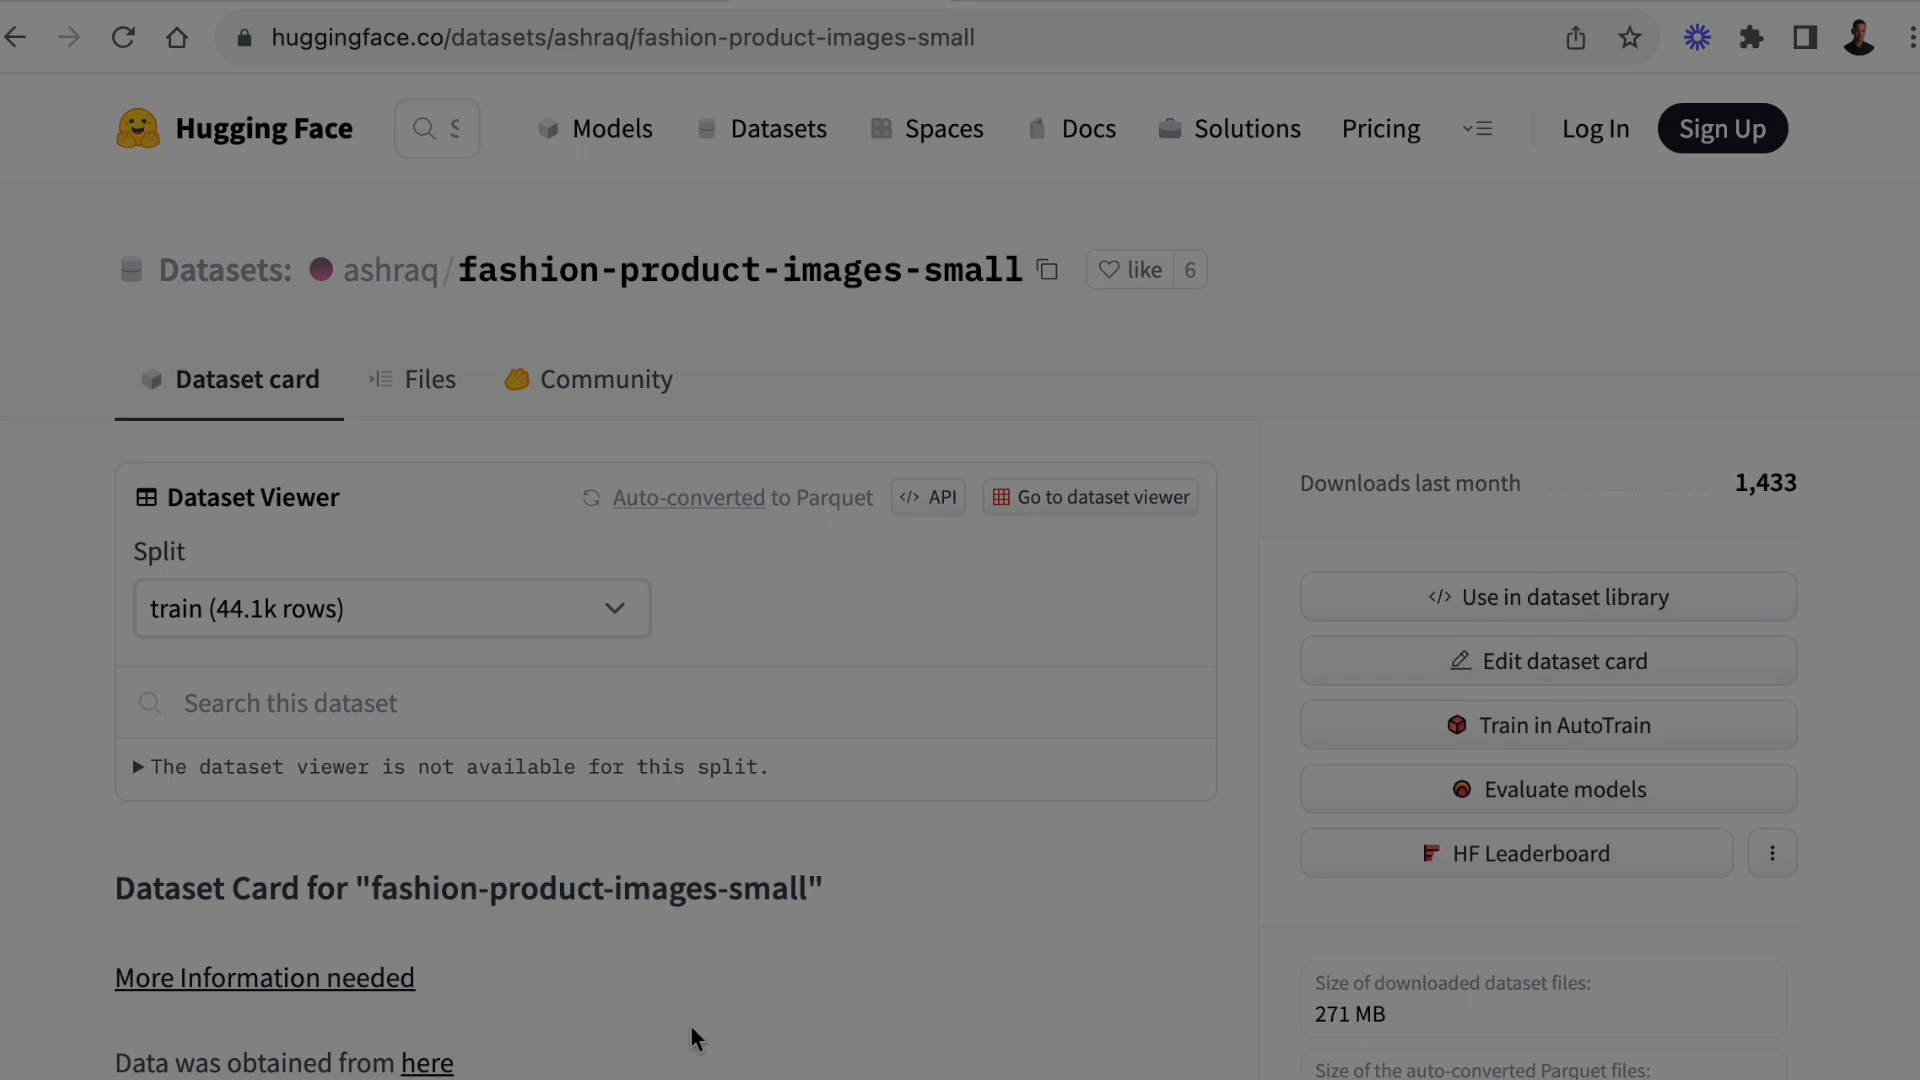 huggingface.co/datasets/ashraq/fashion-product-images-small
Hugging Face
S
Models
Datasets
Spaces
Docs
Solutions
Pricing
Log In
Sign Up
Datasets: ashraq/fashion-product-images-small
like 6
Dataset card
Files
Community
Dataset Viewer
Auto-converted to Parquet
</> API
Go to dataset viewer
Split
train (44.1k rows)
Search this dataset
The dataset viewer is not available for this split.
Dataset Card for "fashion-product-images-small"
More Information needed
Data was obtained from here
Downloads last month 1,433
</> Use in dataset library
Edit dataset card
Train in AutoTrain
Evaluate models
HF Leaderboard
Size of downloaded dataset files:
271 MB
Size of the auto-converted Parquet files: